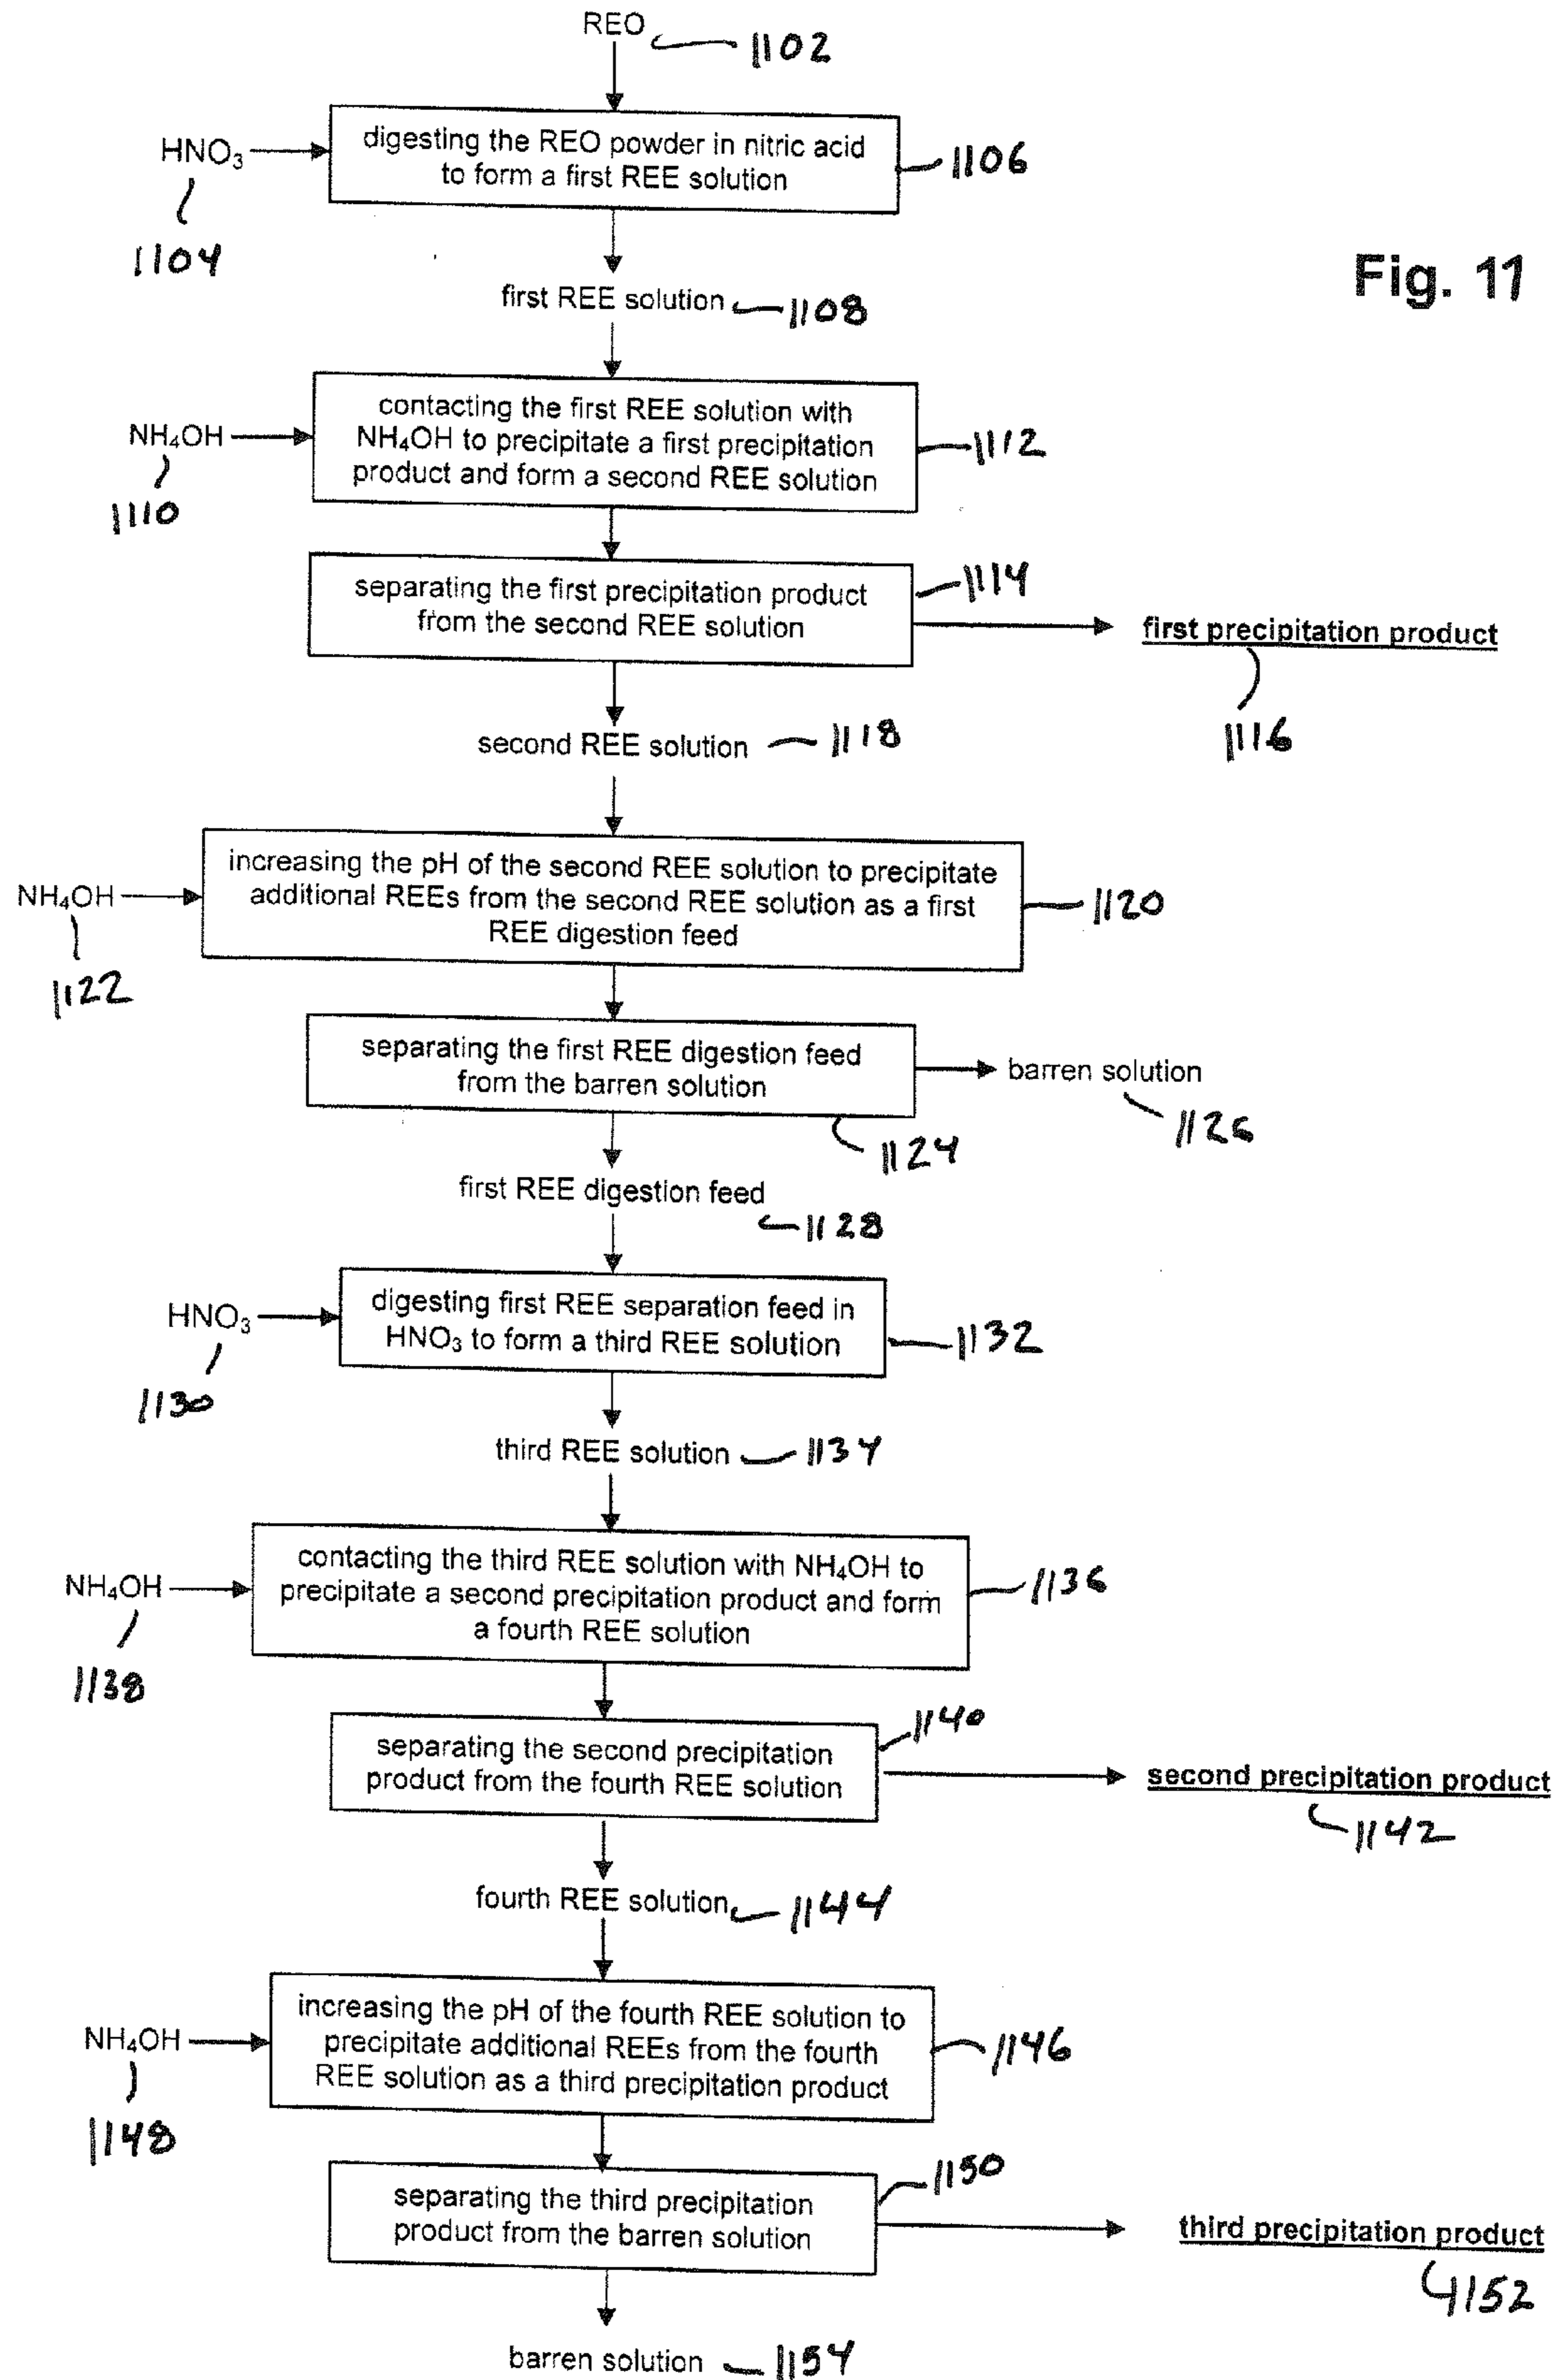 REO
1102
HNO₃
1104
digesting the REO powder in nitric acid
to form a first REE solution
1106
Fig. 11
first REE solution
1108
NH₄OH
1110
contacting the first REE solution with
NH₄OH to precipitate a first precipitation
product and form a second REE solution
1112
separating the first precipitation product
from the second REE solution
1114
first precipitation product
1116
second REE solution
1118
NH₄OH
1122
increasing the pH of the second REE solution to precipitate
additional REEs from the second REE solution as a first
REE digestion feed
1120
separating the first REE digestion feed
from the barren solution
1124
barren solution
1126
first REE digestion feed
1128
HNO₃
1130
digesting first REE separation feed in
HNO₃ to form a third REE solution
1132
third REE solution
1134
NH₄OH
1138
contacting the third REE solution with NH₄OH to
precipitate a second precipitation product and form
a fourth REE solution
1136
separating the second precipitation
product from the fourth REE solution
1140
second precipitation product
1142
fourth REE solution
1144
NH₄OH
1148
increasing the pH of the fourth REE solution to
precipitate additional REEs from the fourth
REE solution as a third precipitation product
1146
separating the third precipitation
product from the barren solution
1150
third precipitation product
1152
barren solution
1154